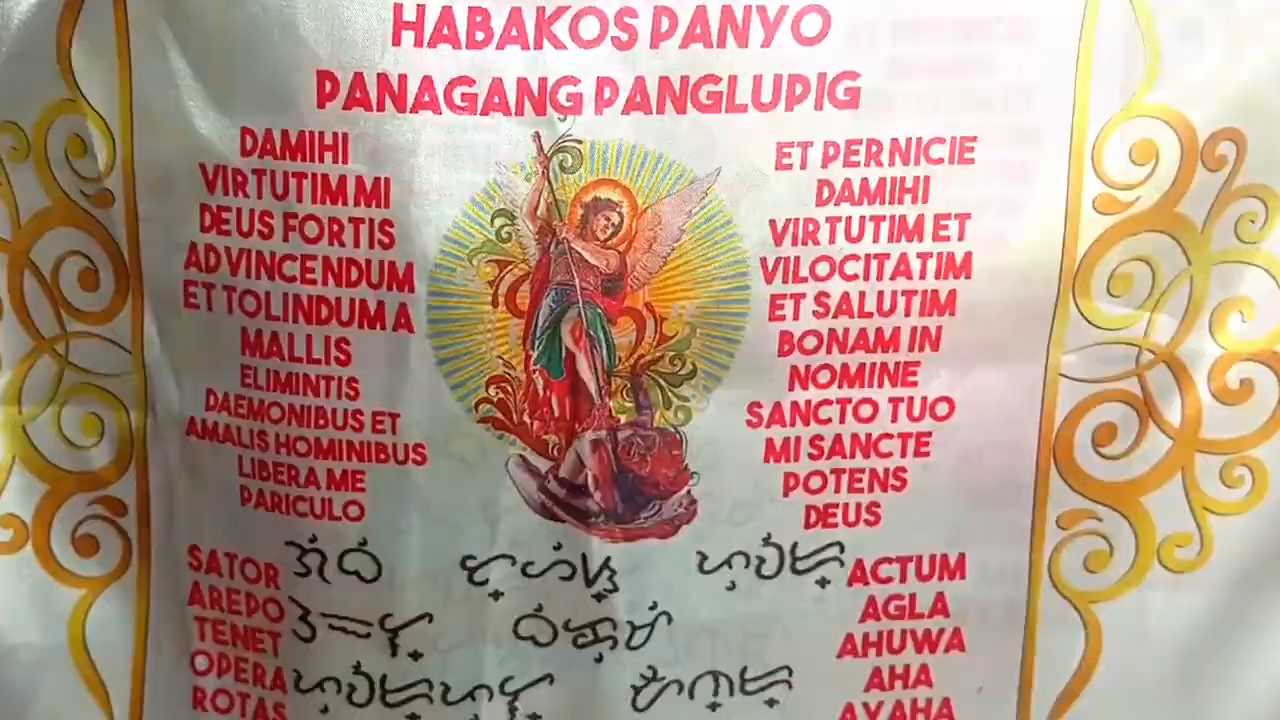 HABAKOS PANYO
PANAGANG PANGLUPIG
DAMIHI
VIRTUTIM MI
DEUS FORTIS
AD VINCENDUM
ET TOLINDUM A
MALLIS
ELIMINTIS
DAEMONIBUS ET
AMALIS HOMINIBUS
LIBERA ME
PARICULO
ET PERNICIE
DAMIHI
VIRTUTIM ET
VILOCITATIM
ET SALUTIM
BONAM IN
NOMINE
SANCTO TUO
MI SANCTE
POTENS
DEUS
SATOR
AREPO
TENET
OPERA
ROTAS
ACTUM
AGLA
AHUWA
AHA
AYAHA